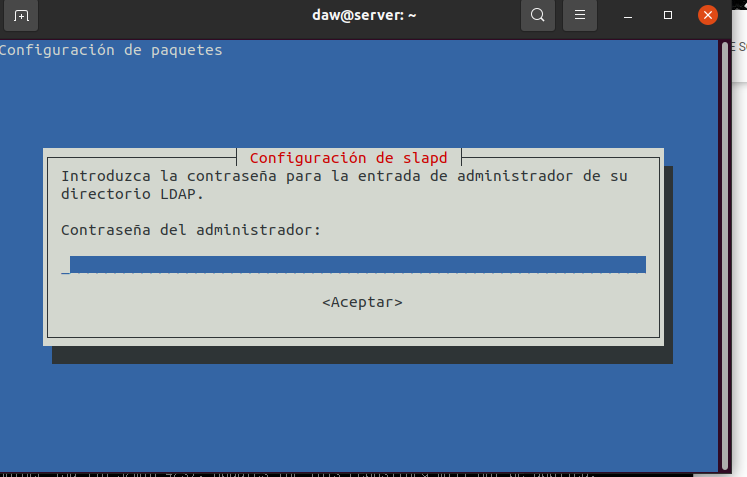 daw@server: ~
Configuración de paquetes
Configuración de slapd
Introduzca la contraseña para la entrada de administrador de su
directorio LDAP.
Contraseña del administrador:
<Aceptar>